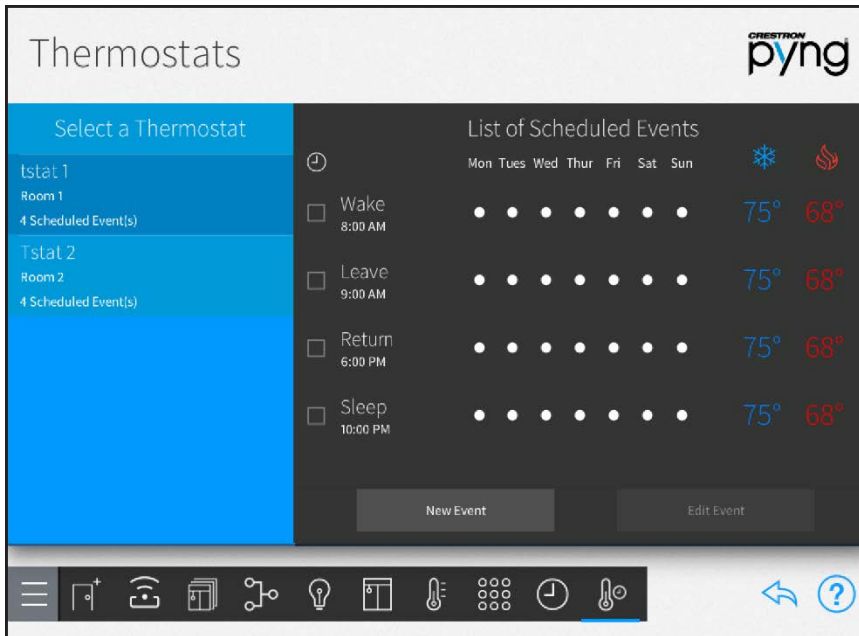 Thermostats
CRESTRON
pyng
Select a Thermostat
tstat 1
Room 1
4 Scheduled Event(s)
Tstat 2
Room 2
4 Scheduled Event(s)
List of Scheduled Events
Mon Tues Wed Thur Fri Sat Sun
Wake
8:00 AM
75° 68°
Leave
9:00 AM
75° 68°
Return
6:00 PM
75° 68°
Sleep
10:00 PM
75° 68°
New Event
Edit Event
?